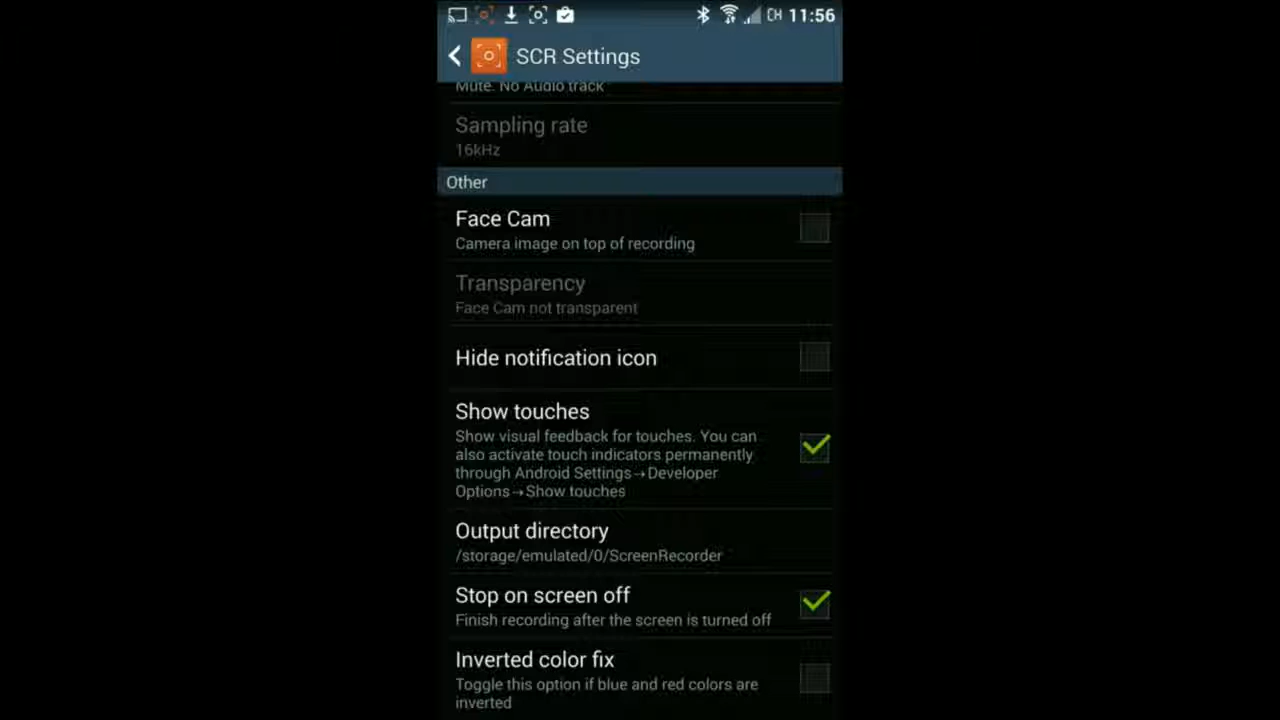 CH 11:56
SCR Settings
Mute. No Audio track
Sampling rate
16kHz
Other
Face Cam
Camera image on top of recording
Transparency
Face Cam not transparent
Hide notification icon
Show touches
Show visual feedback for touches. You can
also activate touch indicators permanently
through Android Settings→Developer
Options→Show touches
Output directory
/storage/emulated/0/ScreenRecorder
Stop on screen off
Finish recording after the screen is turned off
Inverted color fix
Toggle this option if blue and red colors are
inverted